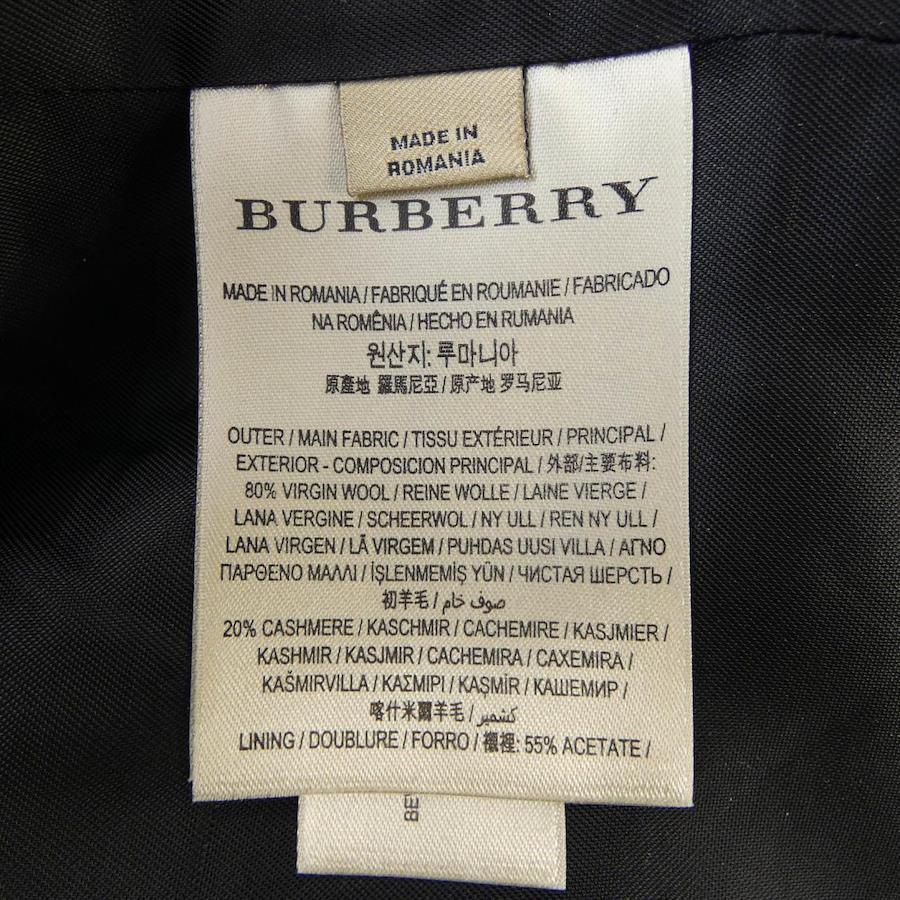 MADE IN
ROMANIA
BURBERRY
MADE IN ROMANIA / FABRIQUÉ EN ROUMANIE / FABRICADO
NA ROMÊNIA / HECHO EN RUMANIA
원산지: 루마니아
原產地 羅馬尼亞 / 原产地 罗马尼亚
OUTER / MAIN FABRIC / TISSU EXTÉRIEUR / PRINCIPAL /
EXTERIOR - COMPOSICION PRINCIPAL / 外部/主要布料:
80% VIRGIN WOOL / REINE WOLLE / LAINE VIERGE /
LANA VERGINE / SCHEERWOL / NY ULL / REN NY ULL /
LANA VIRGEN / LÃ VIRGEM / PUHDAS UUSI VILLA / ΑΓΝΟ
ΠΑΡΘΕΝΟ ΜΑΛΛΙ / İŞLENMEMİŞ YÜN / ЧИСТАЯ ШЕРСТЬ /
初羊毛 / صوف خام
20% CASHMERE / KASCHMIR / CACHEMIRE / KASJMIER /
KASHMIR / KASJMIR / CACHEMIRA / CAXEMIRA /
KAŠMIRVILLA / ΚΑΣΜΙΡΙ / KAŞMİR / КАШЕМИР /
喀什米爾羊毛 / كشمير
LINING / DOUBLURE / FORRO / 襯裡: 55% ACETATE /